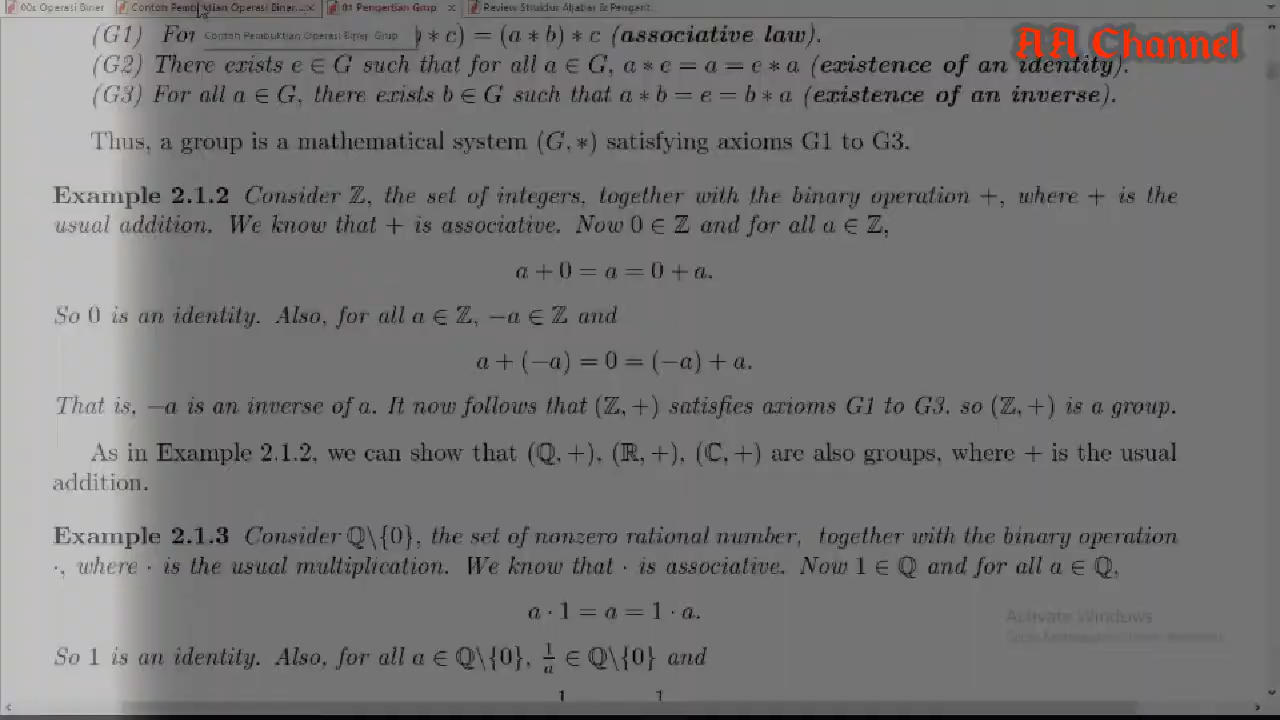 00c Operasi Biner
Contoh Pembuktian Operasi Biner...
01 Pengertian Grup
Review Struktur Aljabar & Pengant...
AA Channel
(G1) For ∗ c) = (a ∗ b) ∗ c (associative law).
Contoh Pembuktian Operasi Biner Grup
(G2) There exists e ∈ G such that for all a ∈ G, a ∗ e = a = e ∗ a (existence of an identity).
(G3) For all a ∈ G, there exists b ∈ G such that a ∗ b = e = b ∗ a (existence of an inverse).
Thus, a group is a mathematical system (G, ∗) satisfying axioms G1 to G3.
Example 2.1.2 Consider ℤ, the set of integers, together with the binary operation +, where + is the
usual addition. We know that + is associative. Now 0 ∈ ℤ and for all a ∈ ℤ,
a + 0 = a = 0 + a.
So 0 is an identity. Also, for all a ∈ ℤ, −a ∈ ℤ and
a + (−a) = 0 = (−a) + a.
That is, −a is an inverse of a. It now follows that (ℤ, +) satisfies axioms G1 to G3. so (ℤ, +) is a group.
As in Example 2.1.2, we can show that (ℚ, +), (ℝ, +), (ℂ, +) are also groups, where + is the usual
addition.
Example 2.1.3 Consider ℚ\{0}, the set of nonzero rational number, together with the binary operation
·, where · is the usual multiplication. We know that · is associative. Now 1 ∈ ℚ and for all a ∈ ℚ,
a · 1 = a = 1 · a.
Activate Windows
So 1 is an identity. Also, for all a ∈ ℚ\{0}, 1/a ∈ ℚ\{0} and
1 1